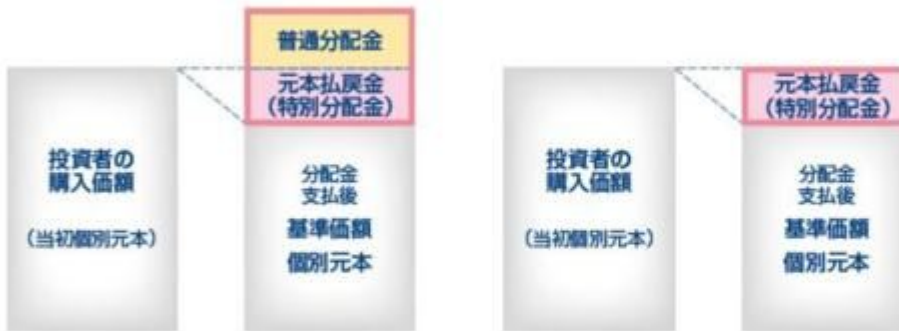 普通分配金
元本払戻金
(特別分配金)
投資者の
購入価額
(当初個別元本)
分配金
支払後
基準価額
個別元本
元本払戻金
(特別分配金)
投資者の
購入価額
(当初個別元本)
分配金
支払後
基準価額
個別元本